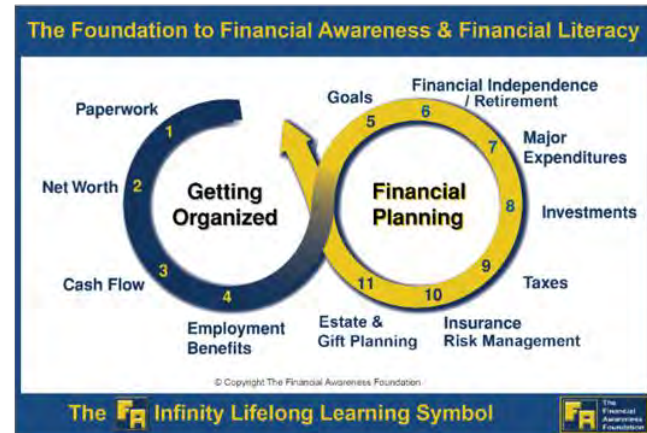 The Foundation to Financial Awareness & Financial Literacy
Paperwork
1
Net Worth
2
Cash Flow
3
4
Employment
Benefits
Getting
Organized
Goals
5
Financial Independence
/ Retirement
6
7
Major
Expenditures
8
Investments
9
Taxes
10
Insurance
Risk Management
11
Estate &
Gift Planning
Financial
Planning
© Copyright The Financial Awareness Foundation
The FA Infinity Lifelong Learning Symbol
FA
The
Financial
Awareness
Foundation